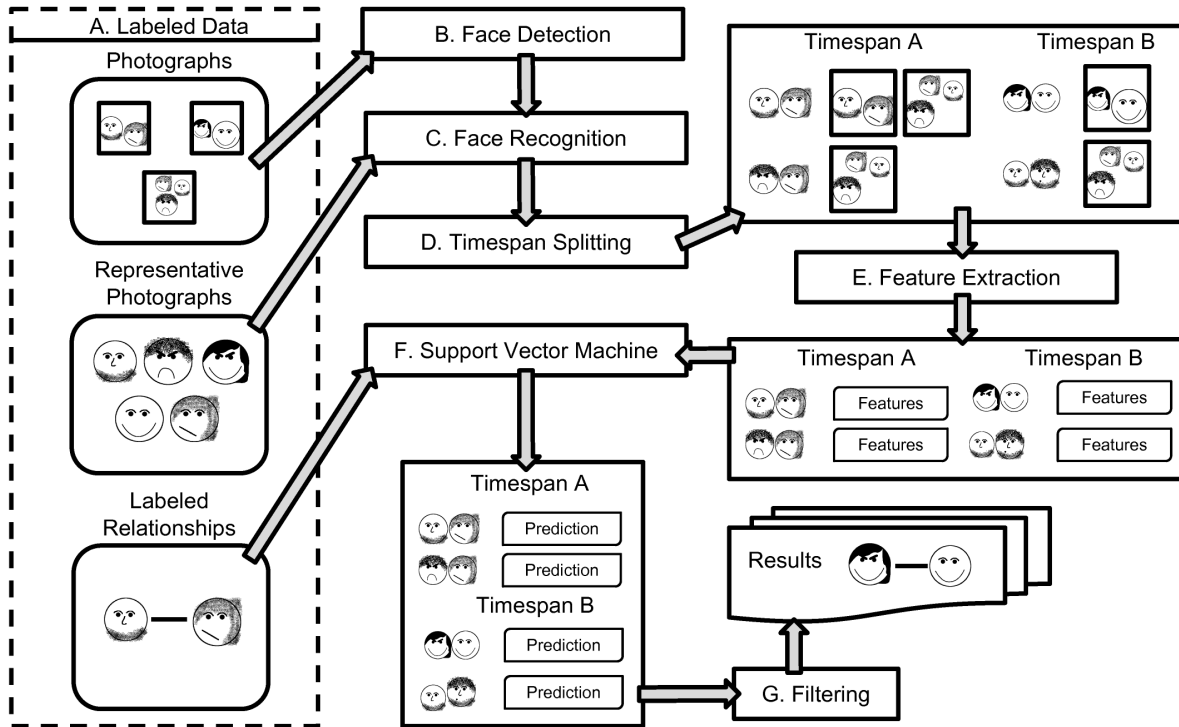 A. Labeled Data
Photographs
Representative
Photographs
Labeled
Relationships
B. Face Detection
C. Face Recognition
D. Timespan Splitting
Timespan A
Timespan B
E. Feature Extraction
Timespan A
Timespan B
Features
Features
Features
Features
F. Support Vector Machine
Timespan A
Prediction
Prediction
Timespan B
Prediction
Prediction
G. Filtering
Results